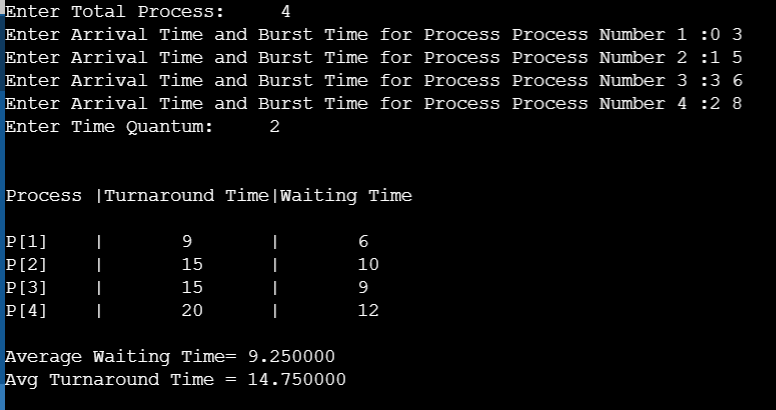 Enter Total Process: 4
Enter Arrival Time and Burst Time for Process Process Number 1 :0 3
Enter Arrival Time and Burst Time for Process Process Number 2 :1 5
Enter Arrival Time and Burst Time for Process Process Number 3 :3 6
Enter Arrival Time and Burst Time for Process Process Number 4 :2 8
Enter Time Quantum: 2
Process |Turnaround Time|Waiting Time
P[1] | 9 | 6
P[2] | 15 | 10
P[3] | 15 | 9
P[4] | 20 | 12
Average Waiting Time= 9.250000
Avg Turnaround Time = 14.750000